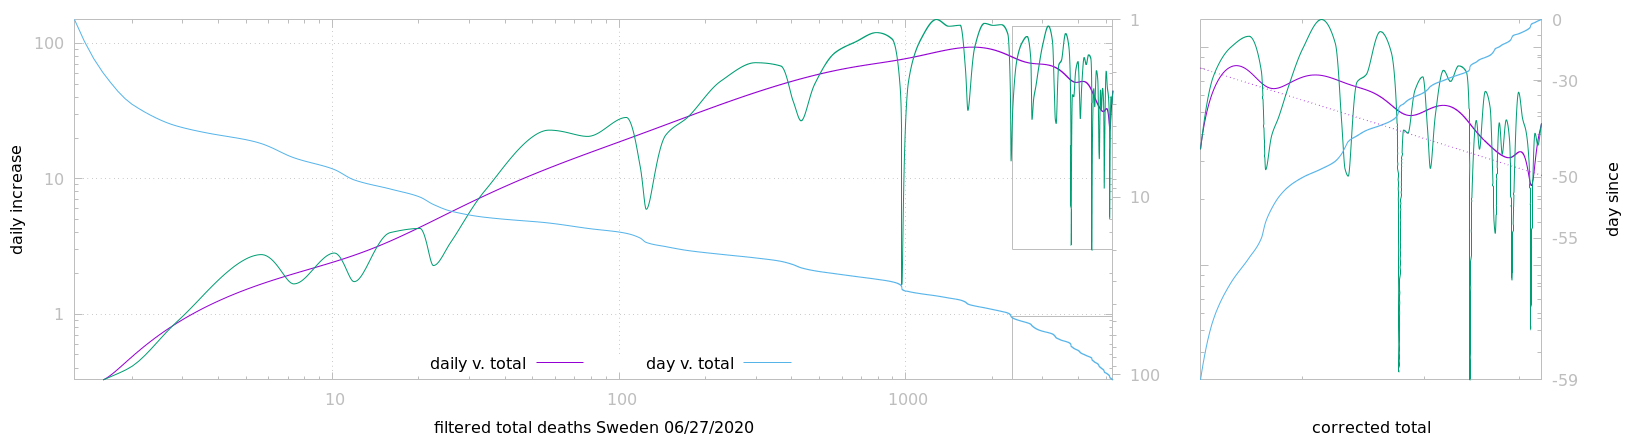 100
10
1
daily increase
10
100
1000
1
10
100
daily v. total
day v. total
filtered total deaths Sweden 06/27/2020
0
-30
-50
-55
-59
day since
corrected total